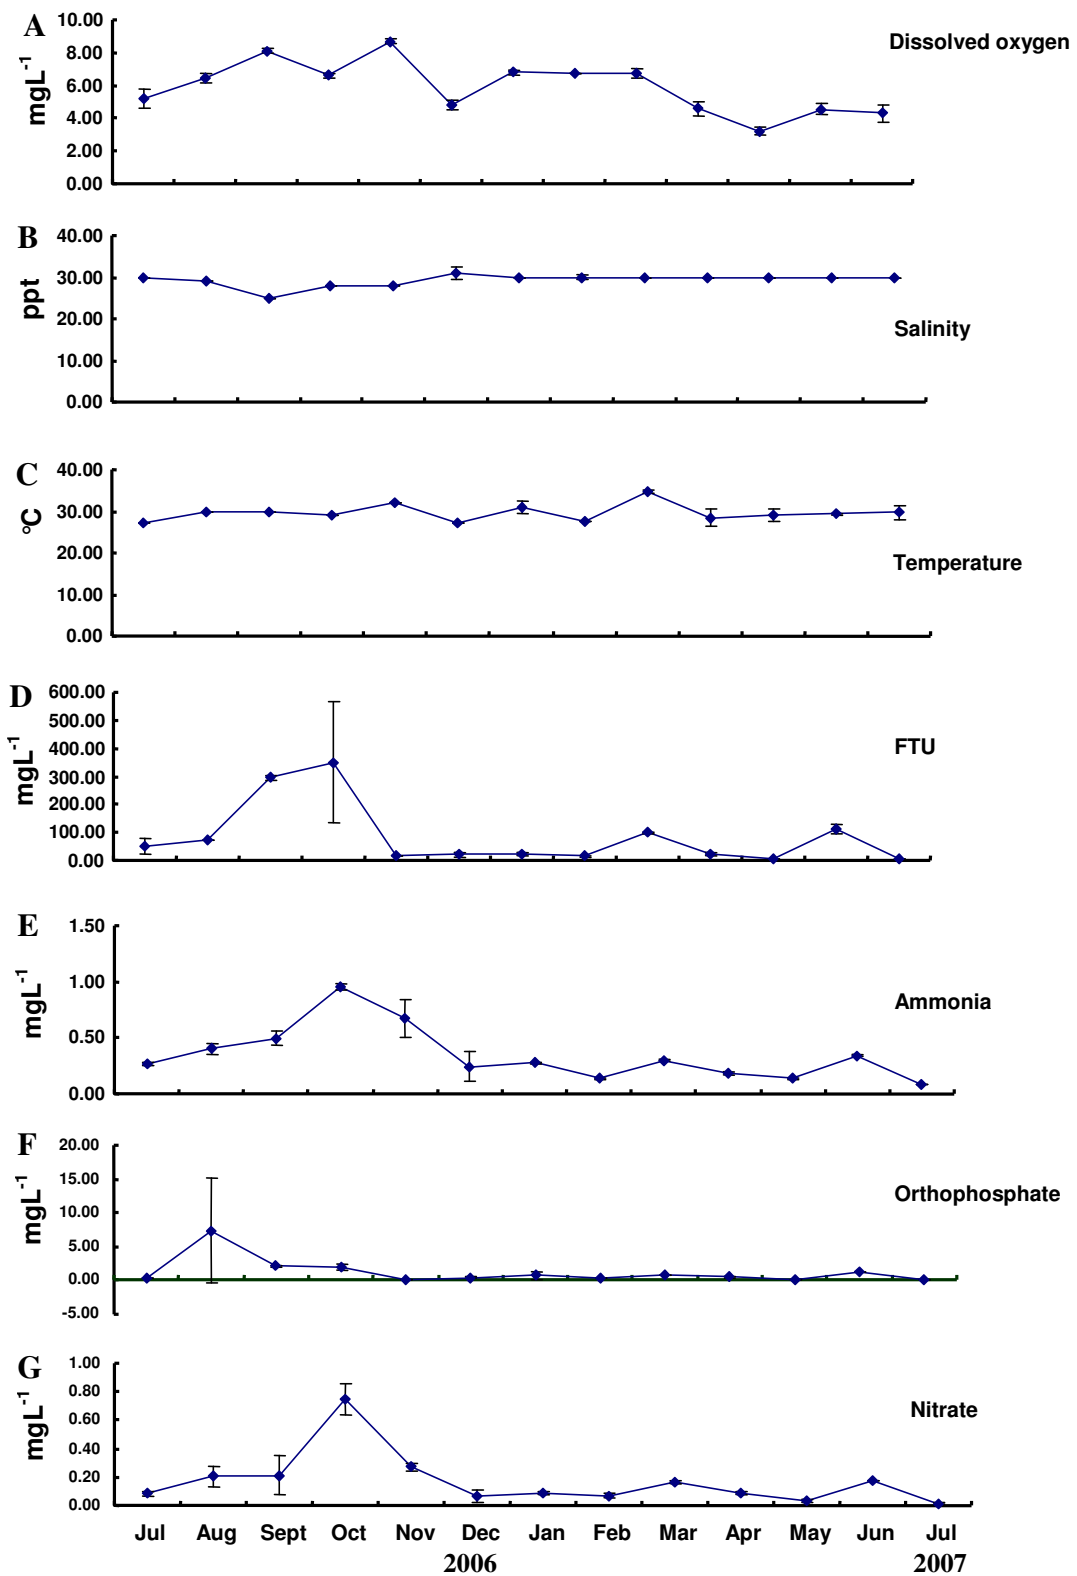 A
10.00
8.00
6.00
4.00
2.00
0.00
mgL-1
Dissolved oxygen
B
40.00
30.00
20.00
10.00
0.00
ppt
Salinity
C
40.00
30.00
20.00
10.00
0.00
°C
Temperature
D
600.00
500.00
400.00
300.00
200.00
100.00
0.00
mgL-1
FTU
E
1.50
1.00
0.50
0.00
mgL-1
Ammonia
F
20.00
15.00
10.00
5.00
0.00
-5.00
mgL-1
Orthophosphate
G
1.00
0.80
0.60
0.40
0.20
0.00
mgL-1
Nitrate
Jul Aug Sept Oct Nov Dec Jan Feb Mar Apr May Jun Jul
2006 2007